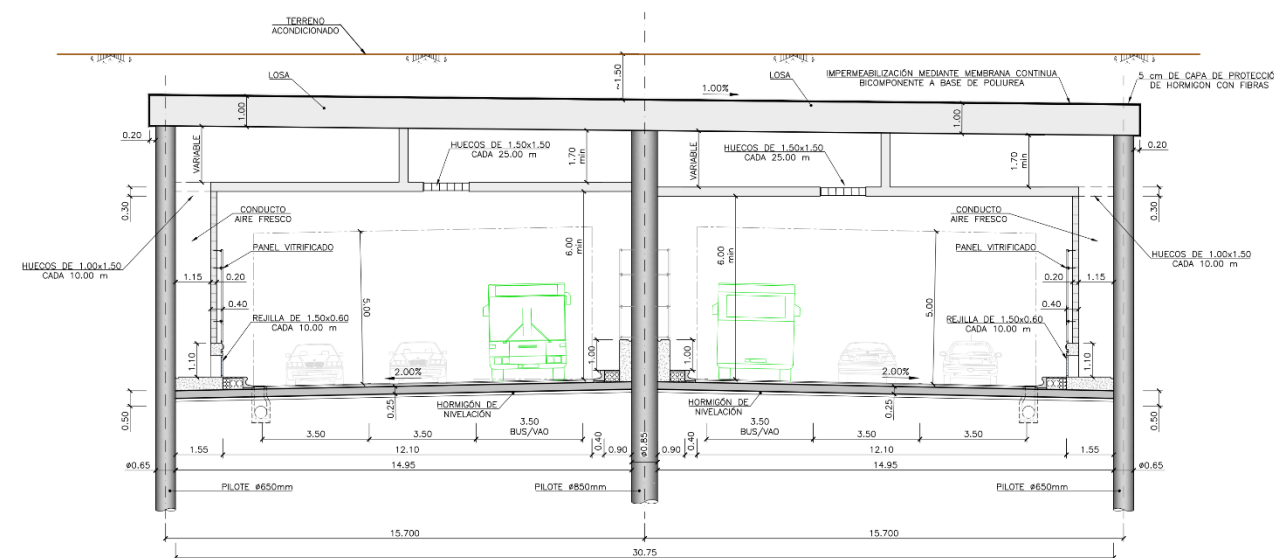 TERRENO
ACONDICIONADO
LOSA
~1.50
LOSA
IMPERMEABILIZACIÓN MEDIANTE MEMBRANA CONTINUA
BICOMPONENTE A BASE DE POLIUREA
5 cm DE CAPA DE PROTECCIÓ
DE HORMIGON CON FIBRAS
1.00%
1.00
1.00
0.20
0.20
VARIABLE
HUECOS DE 1.50x1.50
CADA 25.00 m
1.70
min
VARIABLE
HUECOS DE 1.50x1.50
CADA 25.00 m
1.70
min
0.30
0.30
CONDUCTO
AIRE FRESCO
CONDUCTO
AIRE FRESCO
PANEL VITRIFICADO
PANEL VITRIFICADO
HUECOS DE 1.00x1.50
CADA 10.00 m
HUECOS DE 1.00x1.50
CADA 10.00 m
6.00
min
6.00
min
1.15
0.20
0.20
1.15
0.40
0.40
5.00
5.00
REJILLA DE 1.50x0.60
CADA 10.00 m
REJILLA DE 1.50x0.60
CADA 10.00 m
1.10
1.00
1.00
1.10
2.00%
2.00%
0.50
0.25
HORMIGÓN DE
NIVELACIÓN
HORMIGÓN DE
NIVELACIÓN
0.25
0.50
3.50
3.50
3.50
BUS/VAO
0.40
3.50
BUS/VAO
0.40
3.50
3.50
1.55
12.10
0.90
ø0.85
0.90
12.10
1.55
ø0.65
14.95
14.95
ø0.65
PILOTE ø650mm
PILOTE ø850mm
PILOTE ø650mm
15.700
15.700
30.75